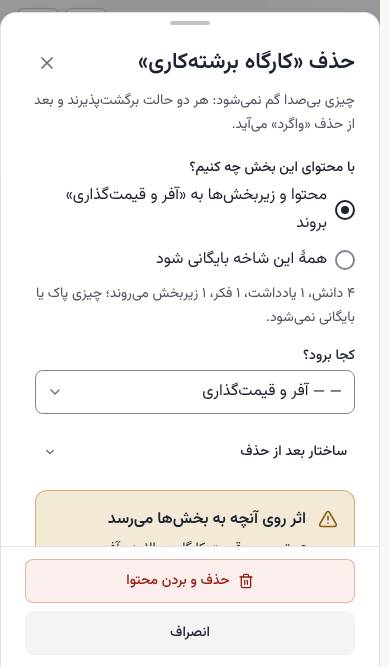 حذف «کارگاه برشته‌کاری»
چیزی بی‌صدا گم نمی‌شود: هر دو حالت برگشت‌پذیرند و بعد
از حذف «واگرد» می‌آید.
با محتوای این بخش چه کنیم؟
محتوا و زیربخش‌ها به «آفر و قیمت‌گذاری»
بروند
همهٔ این شاخه بایگانی شود
۴ دانش، ۱ یادداشت، ۱ فکر، ۱ زیربخش می‌روند؛ چیزی پاک یا
بایگانی نمی‌شود.
کجا برود؟
— — آفر و قیمت‌گذاری
ساختار بعد از حذف
اثر روی آنچه به بخش‌ها می‌رسد
حذف و بردن محتوا
انصراف